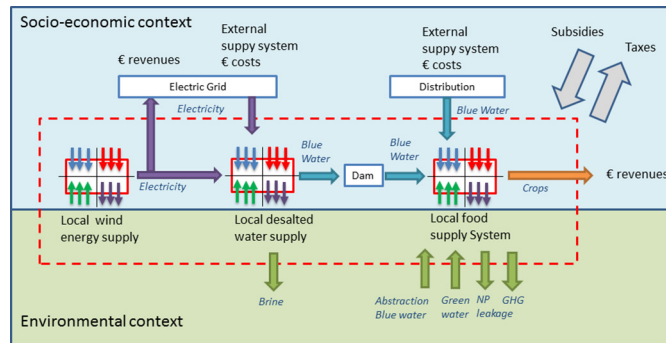 Socio-economic context
€ revenues
External
suppy system
€ costs
External
suppy system
€ costs
Subsidies
Taxes
Electric Grid
Distribution
Electricity
Blue Water
Blue
Water
Blue
Water
Dam
Electricity
Crops
€ revenues
Local wind
energy supply
Local desalted
water supply
Local food
supply System
Brine
Abstraction
Blue water
Green
water
NP
leakage
GHG
Environmental context